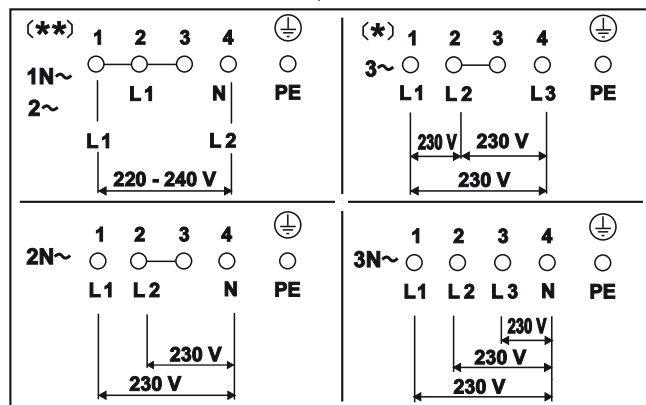 (**) 1 2 3 4
1N~
2~
L1 N PE
L1 L2
220 - 240 V
(*) 1 2 3 4
3~
L1 L2 L3 PE
230 V 230 V
230 V
1 2 3 4
2N~
L1 L2 N PE
230 V
230 V
1 2 3 4
3N~
L1 L2 L3 N PE
230 V
230 V
230 V